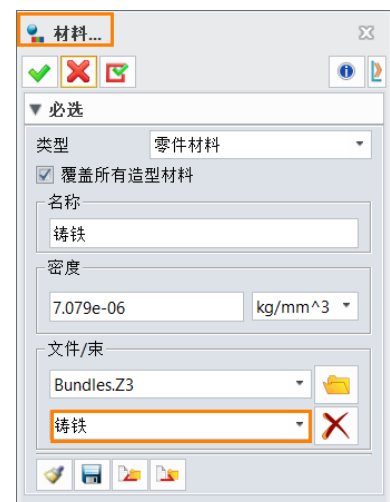 材料...
必选
类型 零件材料
覆盖所有造型材料
名称
铸铁
密度
7.079e-06 kg/mm^3
文件/束
Bundles.Z3
铸铁